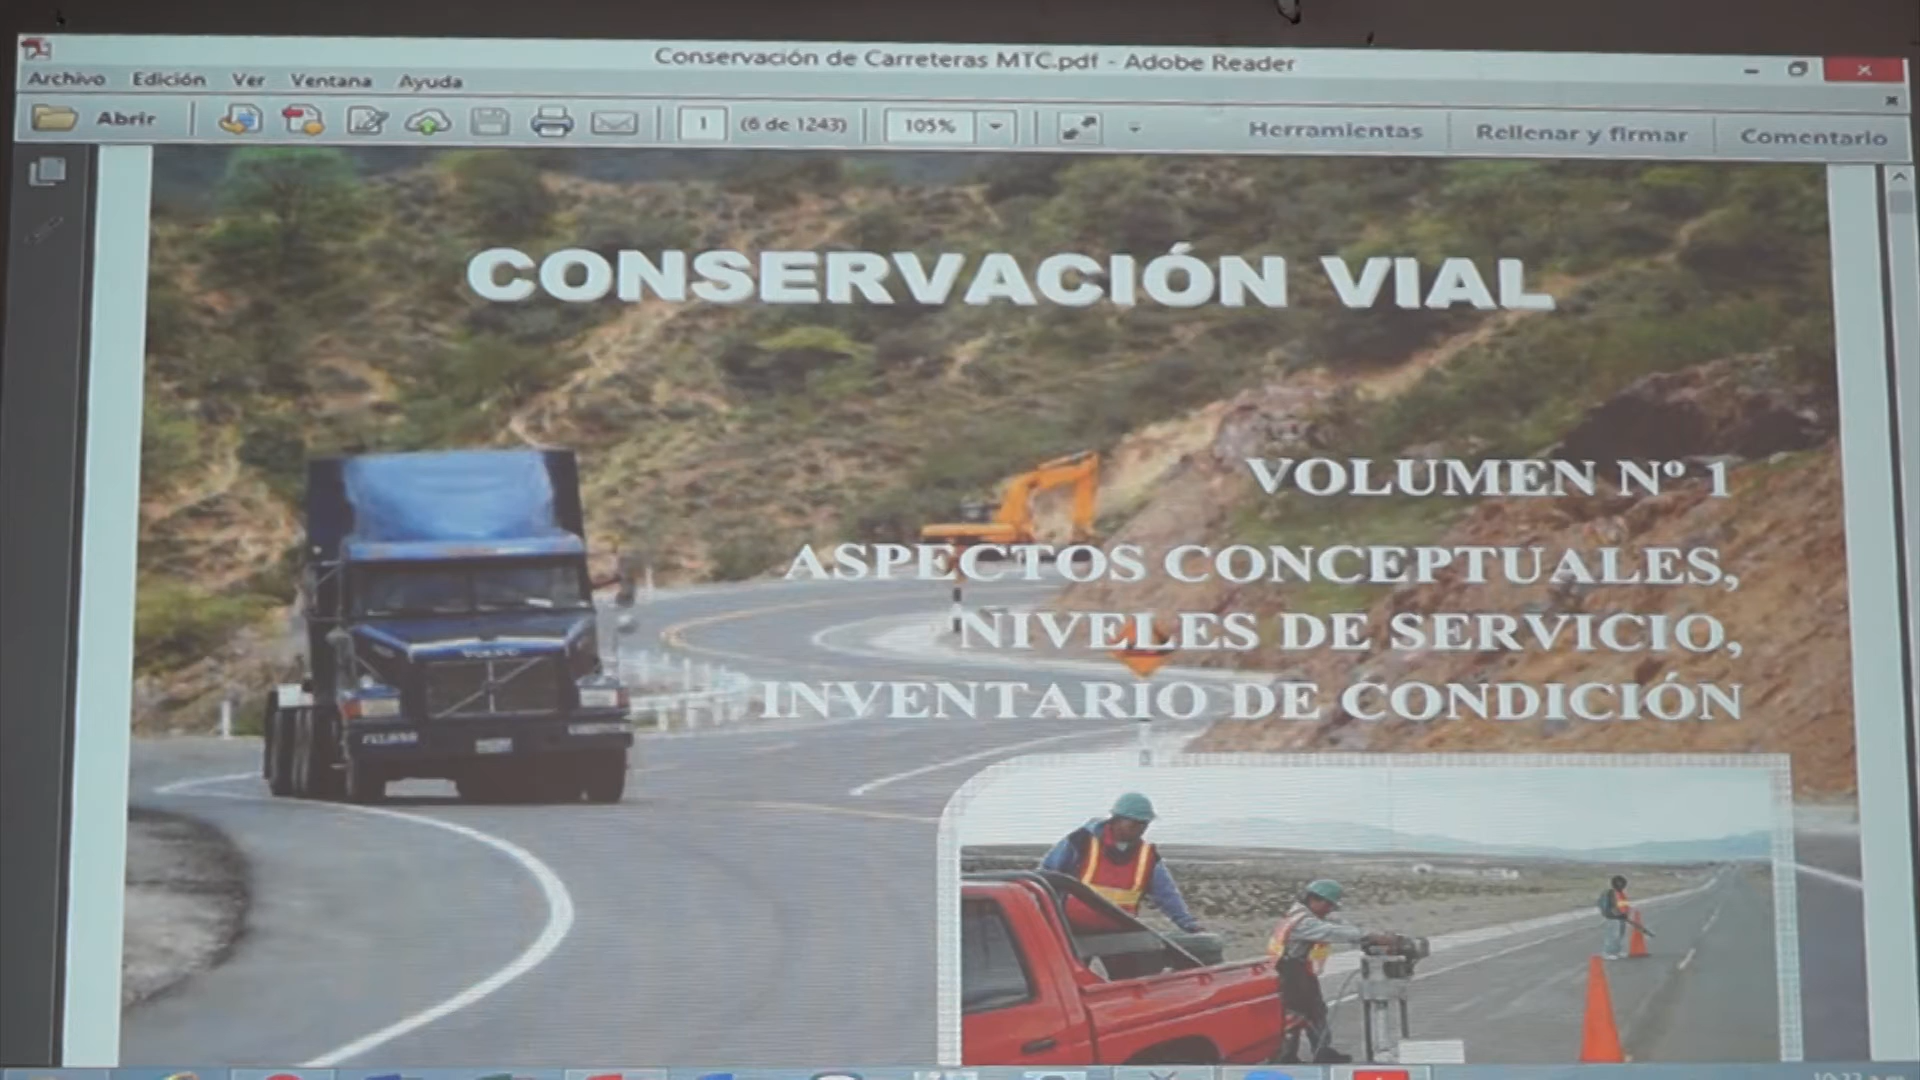 Conservación de Carreteras MTC.pdf - Adobe Reader
Archivo Edición Ver Ventana Ayuda
Abrir 1 (6 de 1243) 105% Herramientas Rellenar y firmar Comentario
CONSERVACIÓN VIAL
VOLUMEN Nº 1
ASPECTOS CONCEPTUALES,
NIVELES DE SERVICIO,
INVENTARIO DE CONDICIÓN